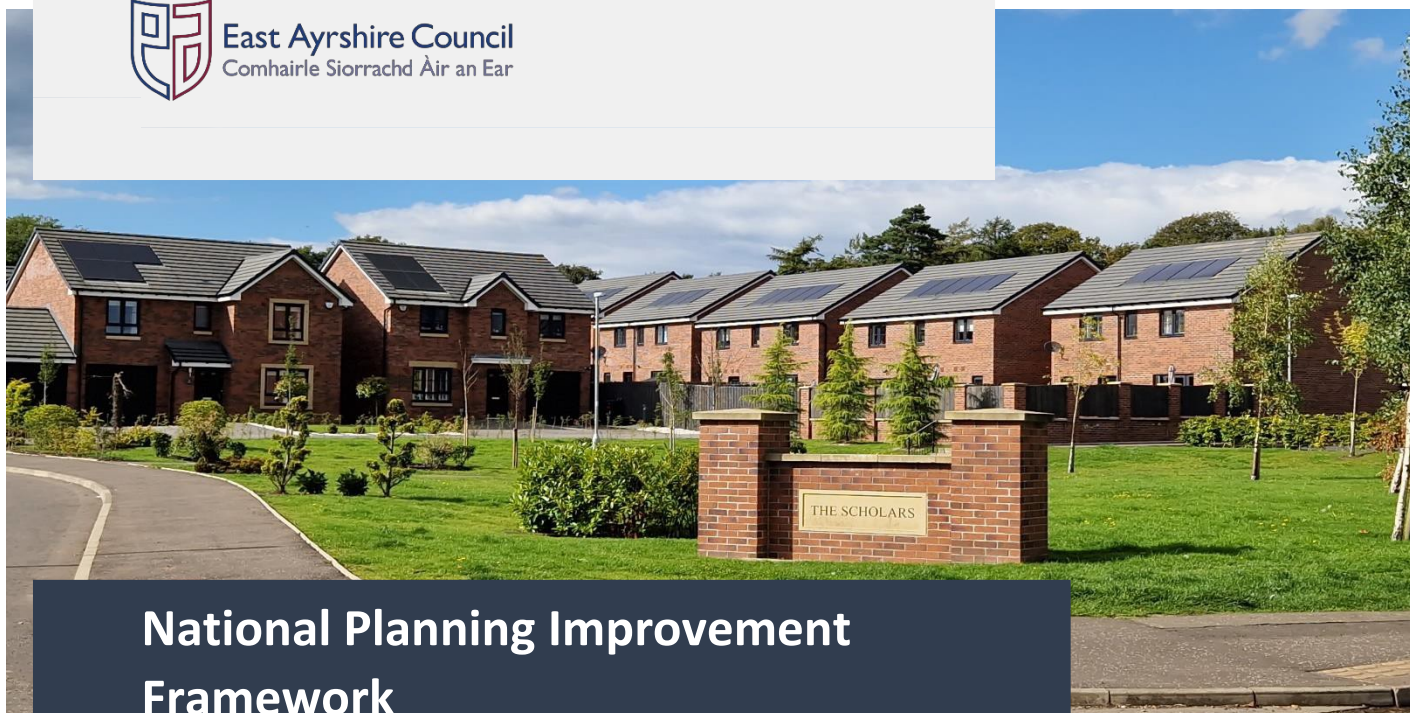 East Ayrshire Council
Comhairle Siorrachd Àir an Ear
THE SCHOLARS
National Planning Improvement
Framework